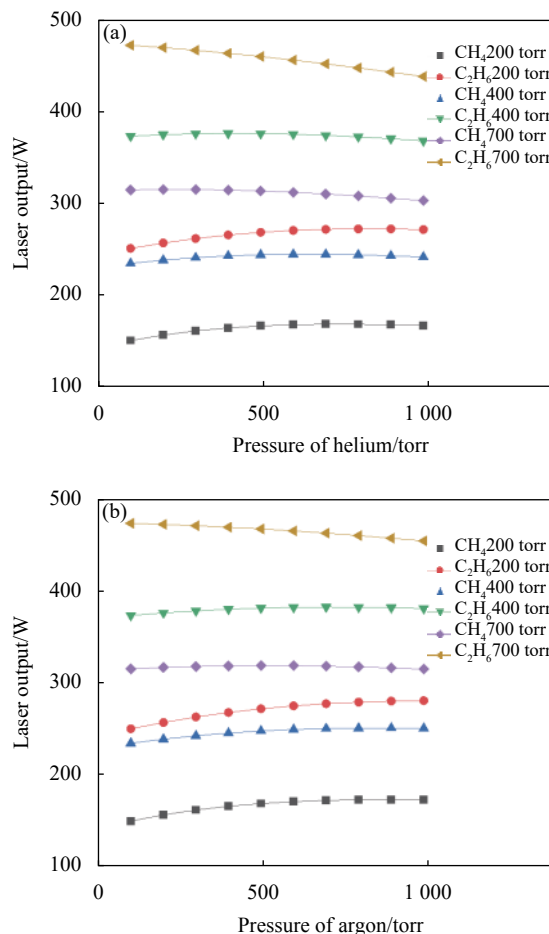 500
(a)
CH₄200 torr
C₂H₆200 torr
400
CH₄400 torr
C₂H₆400 torr
CH₄700 torr
C₂H₆700 torr
Laser output/W
300
200
100
0
500
1 000
Pressure of helium/torr
500
(b)
CH₄200 torr
C₂H₆200 torr
400
CH₄400 torr
C₂H₆400 torr
CH₄700 torr
C₂H₆700 torr
Laser output/W
300
200
100
0
500
1 000
Pressure of argon/torr